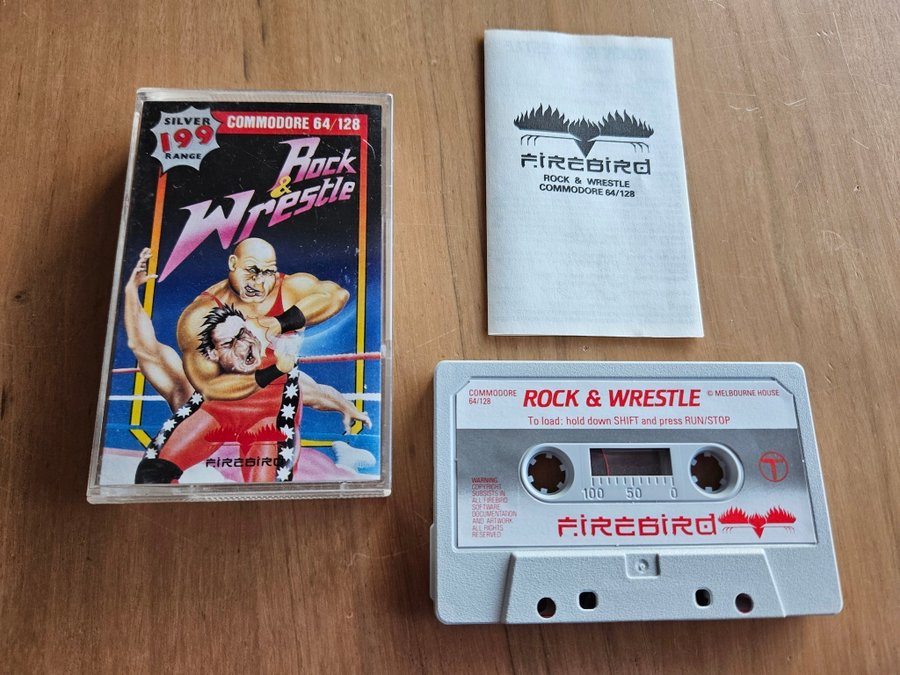 SILVER
199
RANGE
COMMODORE 64/128
Rock
&
Wrestle
FIREBIRD
FIREBIRD
ROCK & WRESTLE
COMMODORE 64/128
COMMODORE
64/128
ROCK & WRESTLE
© MELBOURNE HOUSE
To load: hold down SHIFT and press RUN/STOP
WARNING
COPYRIGHT
SUBSISTS IN
ALL FIREBIRD
SOFTWARE
DOCUMENTATION
AND ARTWORK
ALL RIGHTS
RESERVED
100 50 0
T
FIREBIRD